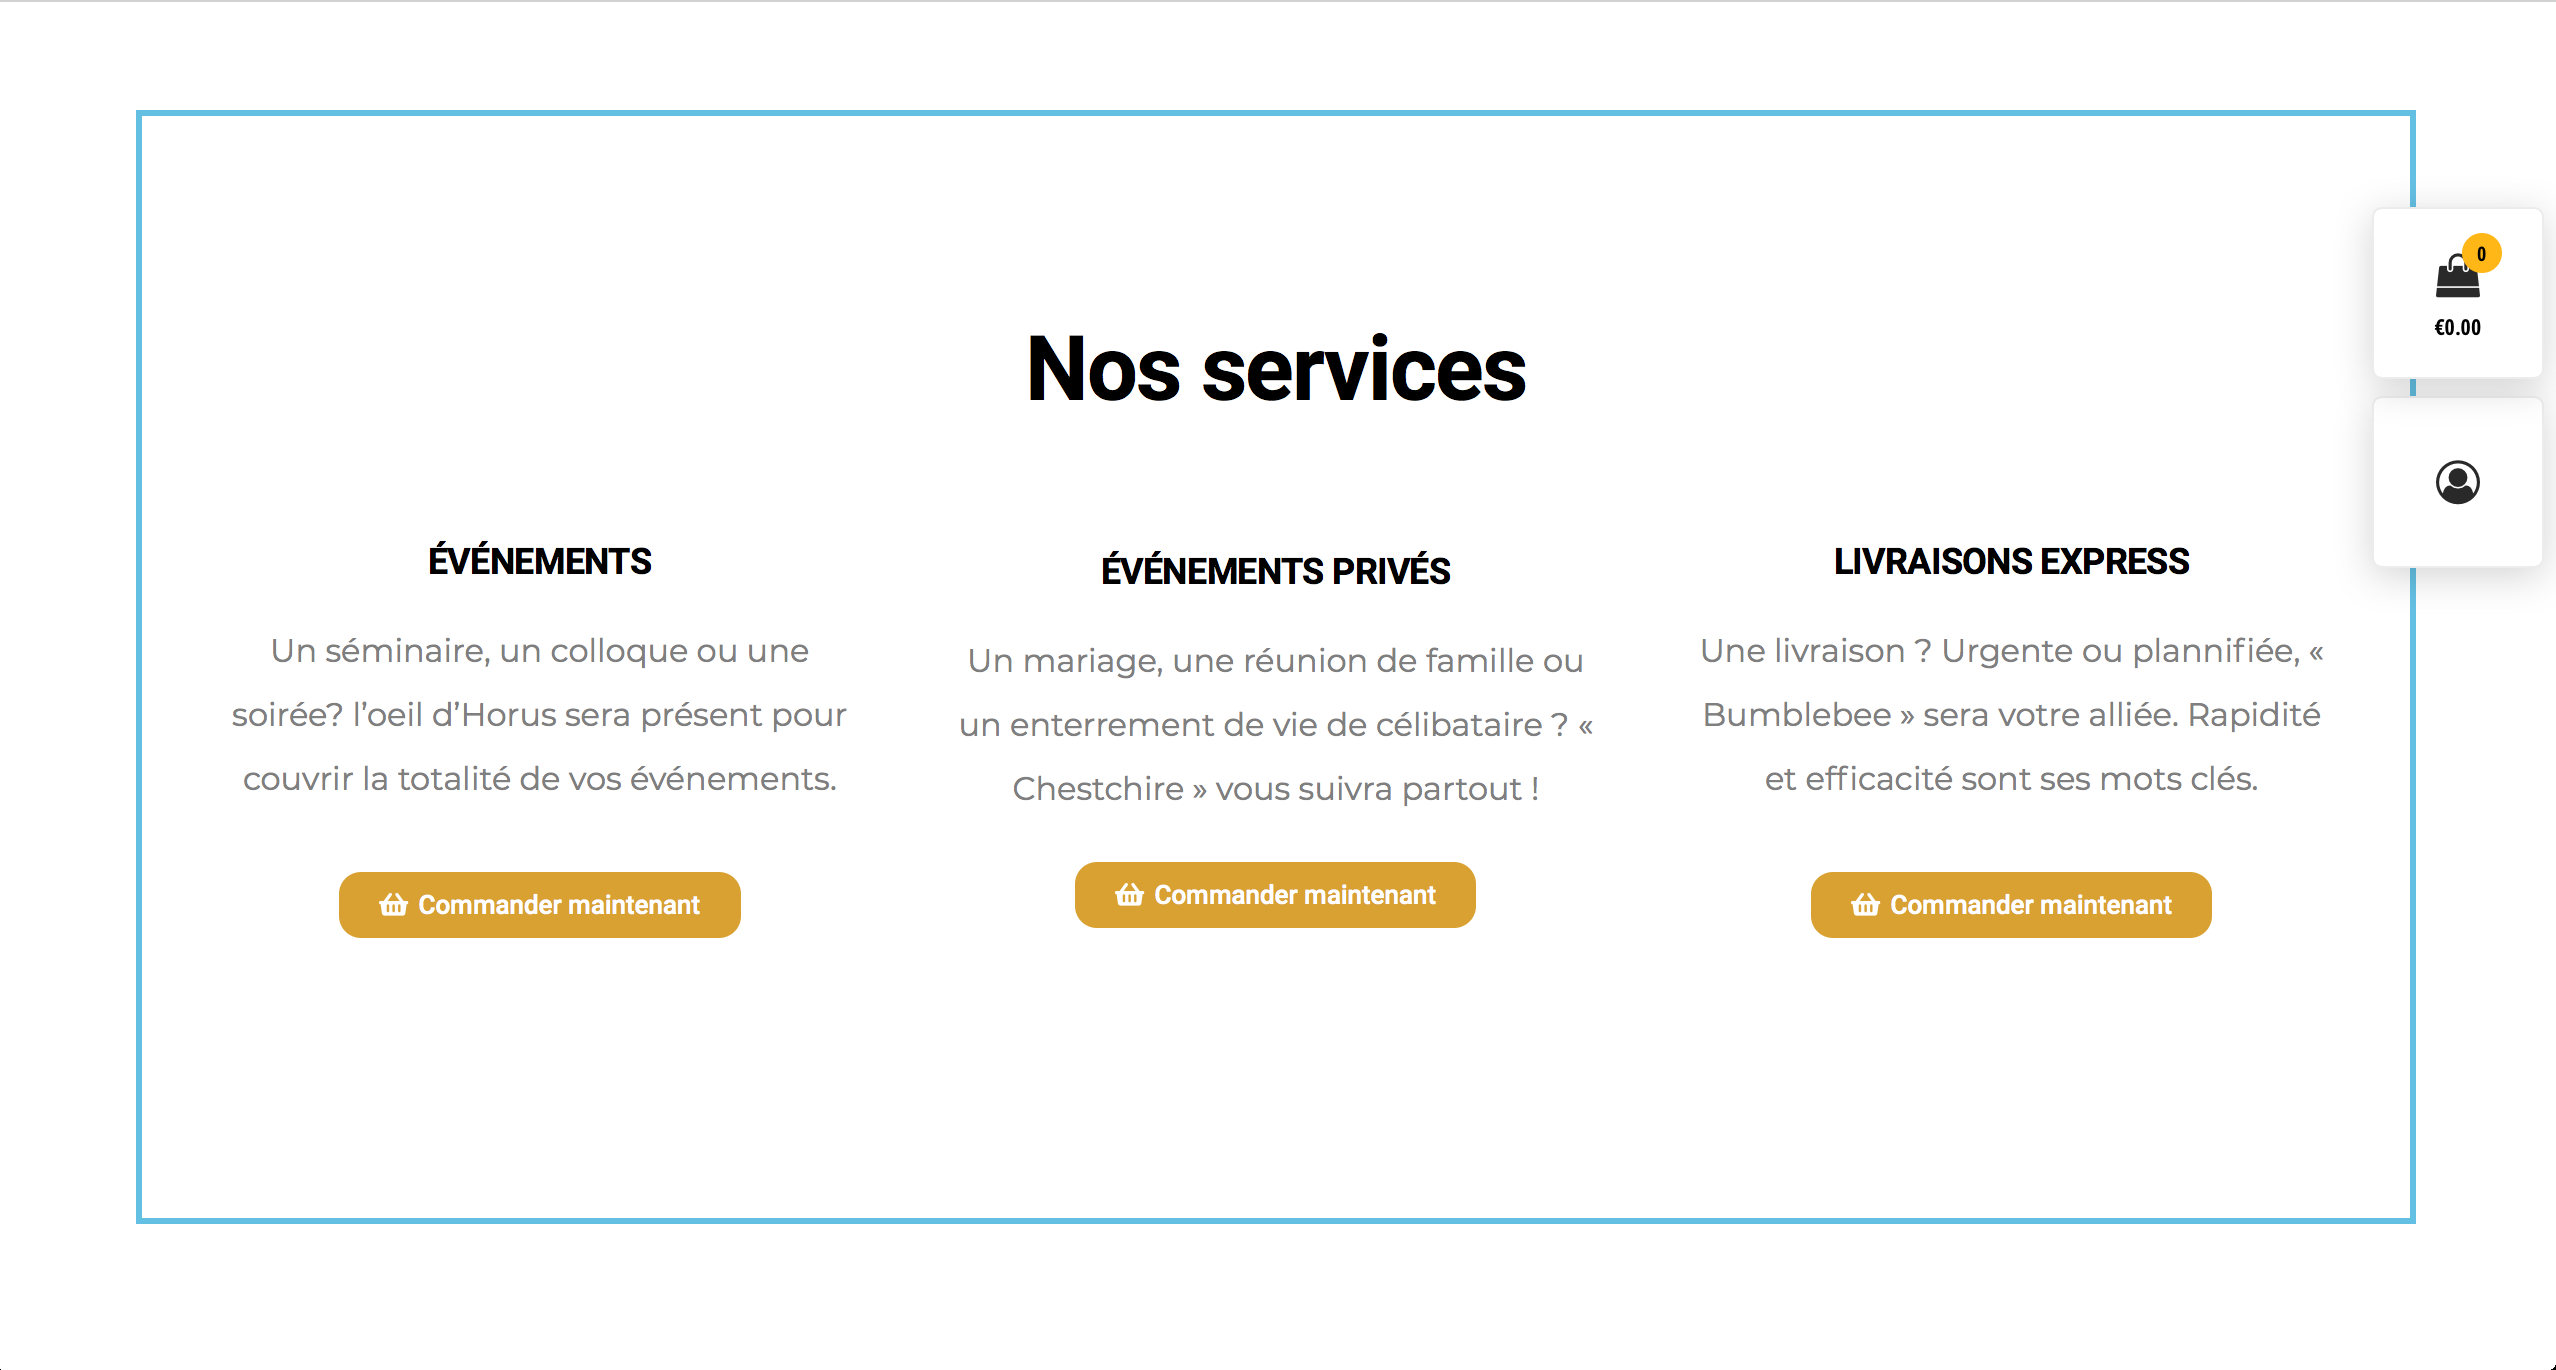 0
€0.00
Nos services
ÉVÉNEMENTS
Un séminaire, un colloque ou une
soirée? l’oeil d’Horus sera présent pour
couvrir la totalité de vos événements.
Commander maintenant
ÉVÉNEMENTS PRIVÉS
Un mariage, une réunion de famille ou
un enterrement de vie de célibataire ? «
Chestchire » vous suivra partout !
Commander maintenant
LIVRAISONS EXPRESS
Une livraison ? Urgente ou plannifiée, «
Bumblebee » sera votre alliée. Rapidité
et efficacité sont ses mots clés.
Commander maintenant